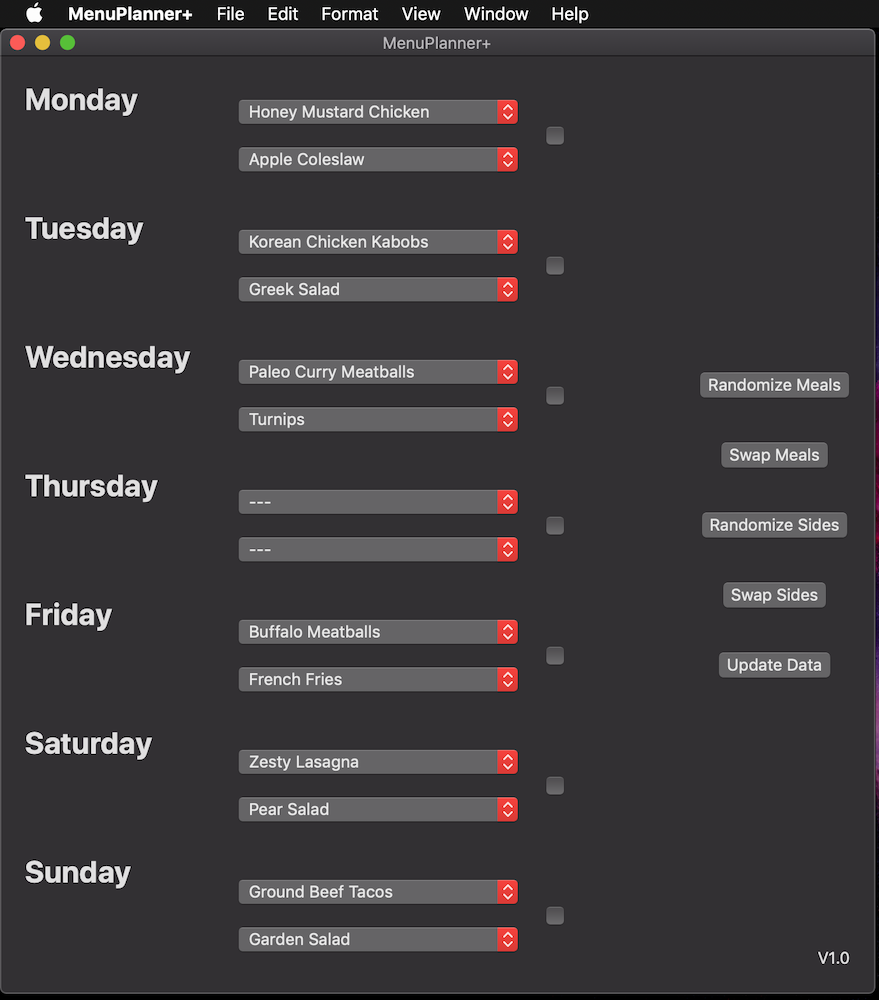 MenuPlanner+ File Edit Format View Window Help
MenuPlanner+
Monday
Honey Mustard Chicken
Apple Coleslaw
Tuesday
Korean Chicken Kabobs
Greek Salad
Wednesday
Paleo Curry Meatballs
Turnips
Thursday
---
---
Friday
Buffalo Meatballs
French Fries
Saturday
Zesty Lasagna
Pear Salad
Sunday
Ground Beef Tacos
Garden Salad
Randomize Meals
Swap Meals
Randomize Sides
Swap Sides
Update Data
V1.0